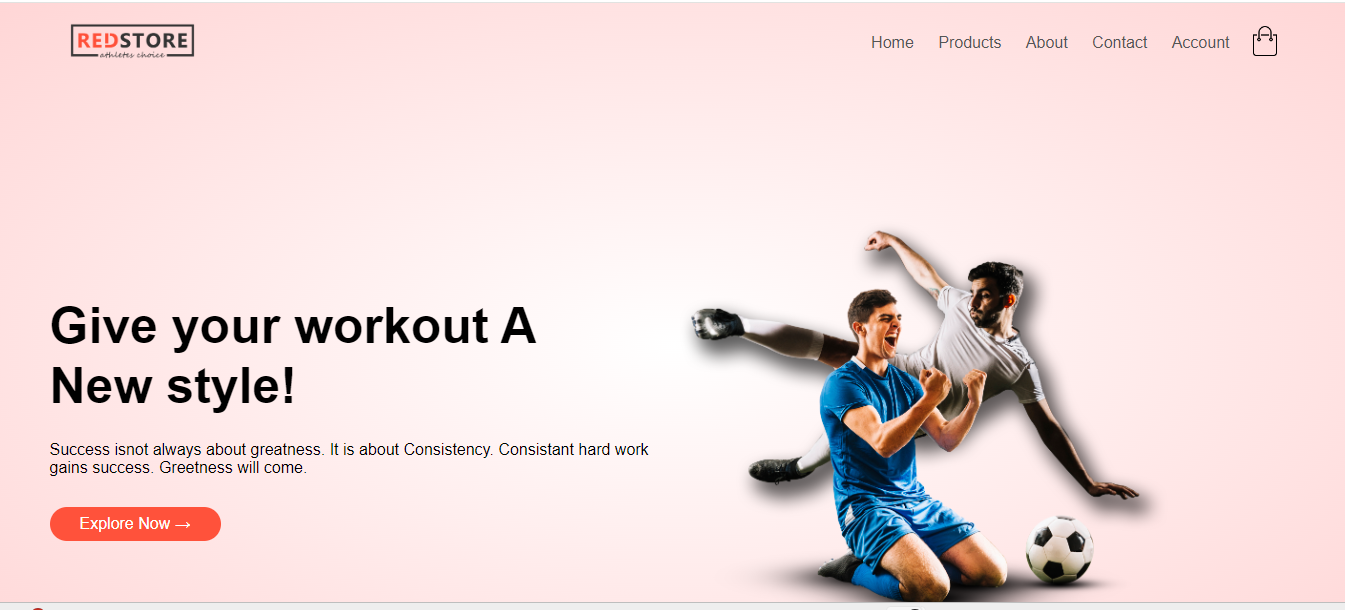 REDSTORE
athletes choice
Home Products About Contact Account
Give your workout A
New style!
Success isnot always about greatness. It is about Consistency. Consistant hard work
gains success. Greetness will come.
Explore Now →